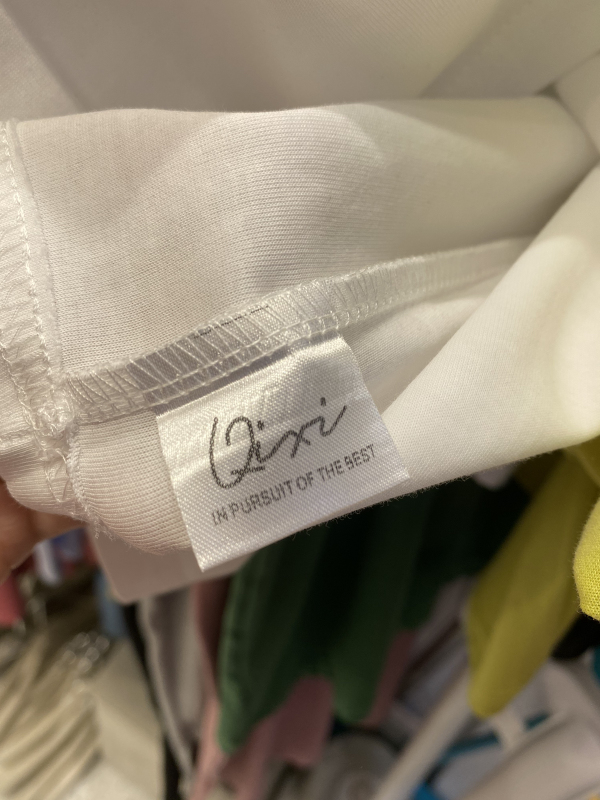 Qixi
IN PURSUIT OF THE BEST